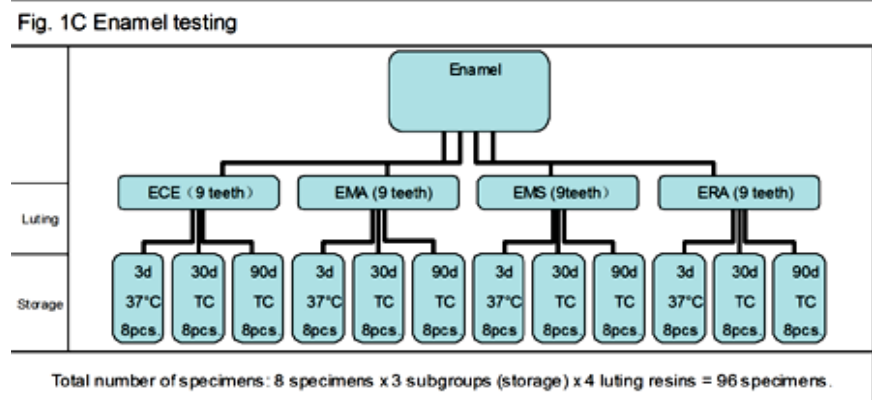 Fig. 1C Enamel testing
Enamel
ECE（9 teeth） EMA (9 teeth) EMS (9teeth） ERA (9 teeth)
Luting
3d 30d 90d 3d 30d 90d 3d 30d 90d 3d 30d 90d
Storage 37°C TC TC 37°C TC TC 37°C TC TC 37°C TC TC
8pcs. 8pcs. 8pcs. 8pcs 8pcs. 8pcs. 8pcs 8pcs. 8pcs. 8pcs 8pcs. 8pcs.
Total number of specimens: 8 specimens x 3 subgroups (storage) x 4 luting resins = 96 specimens.